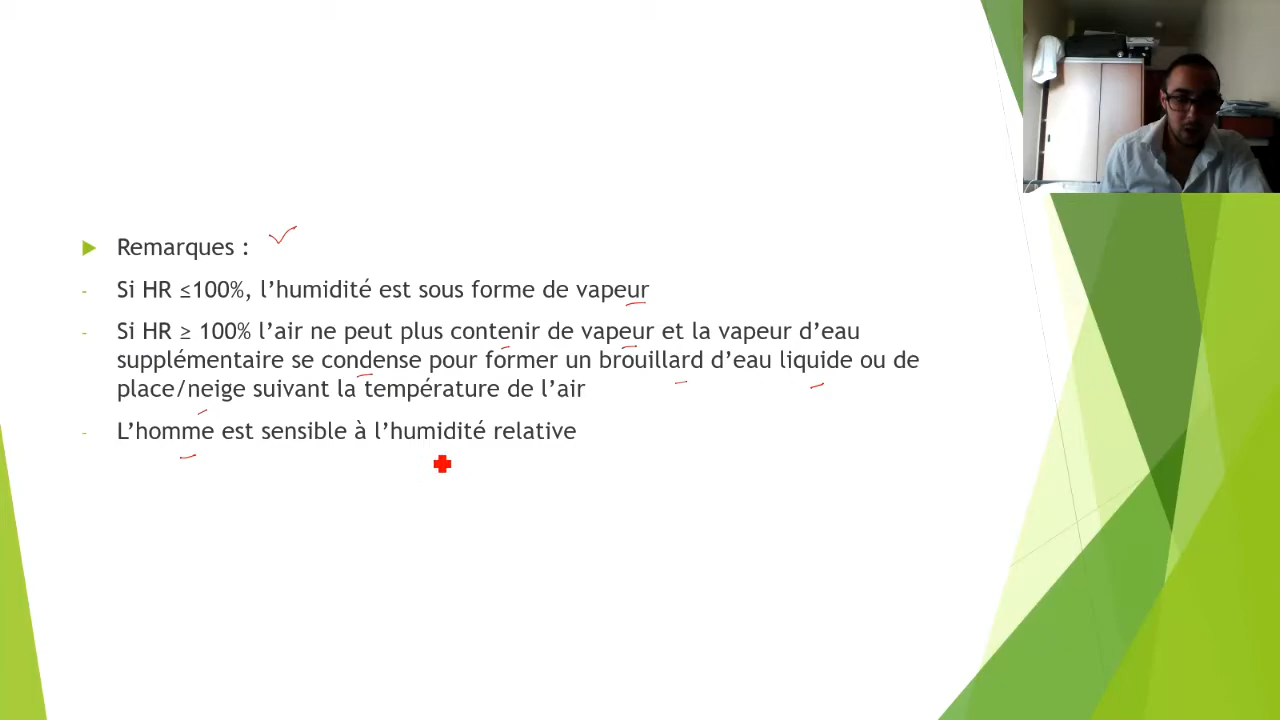 Remarques :
- Si HR ≤100%, l’humidité est sous forme de vapeur
- Si HR ≥ 100% l’air ne peut plus contenir de vapeur et la vapeur d’eau
supplémentaire se condense pour former un brouillard d’eau liquide ou de
place/neige suivant la température de l’air
- L’homme est sensible à l’humidité relative